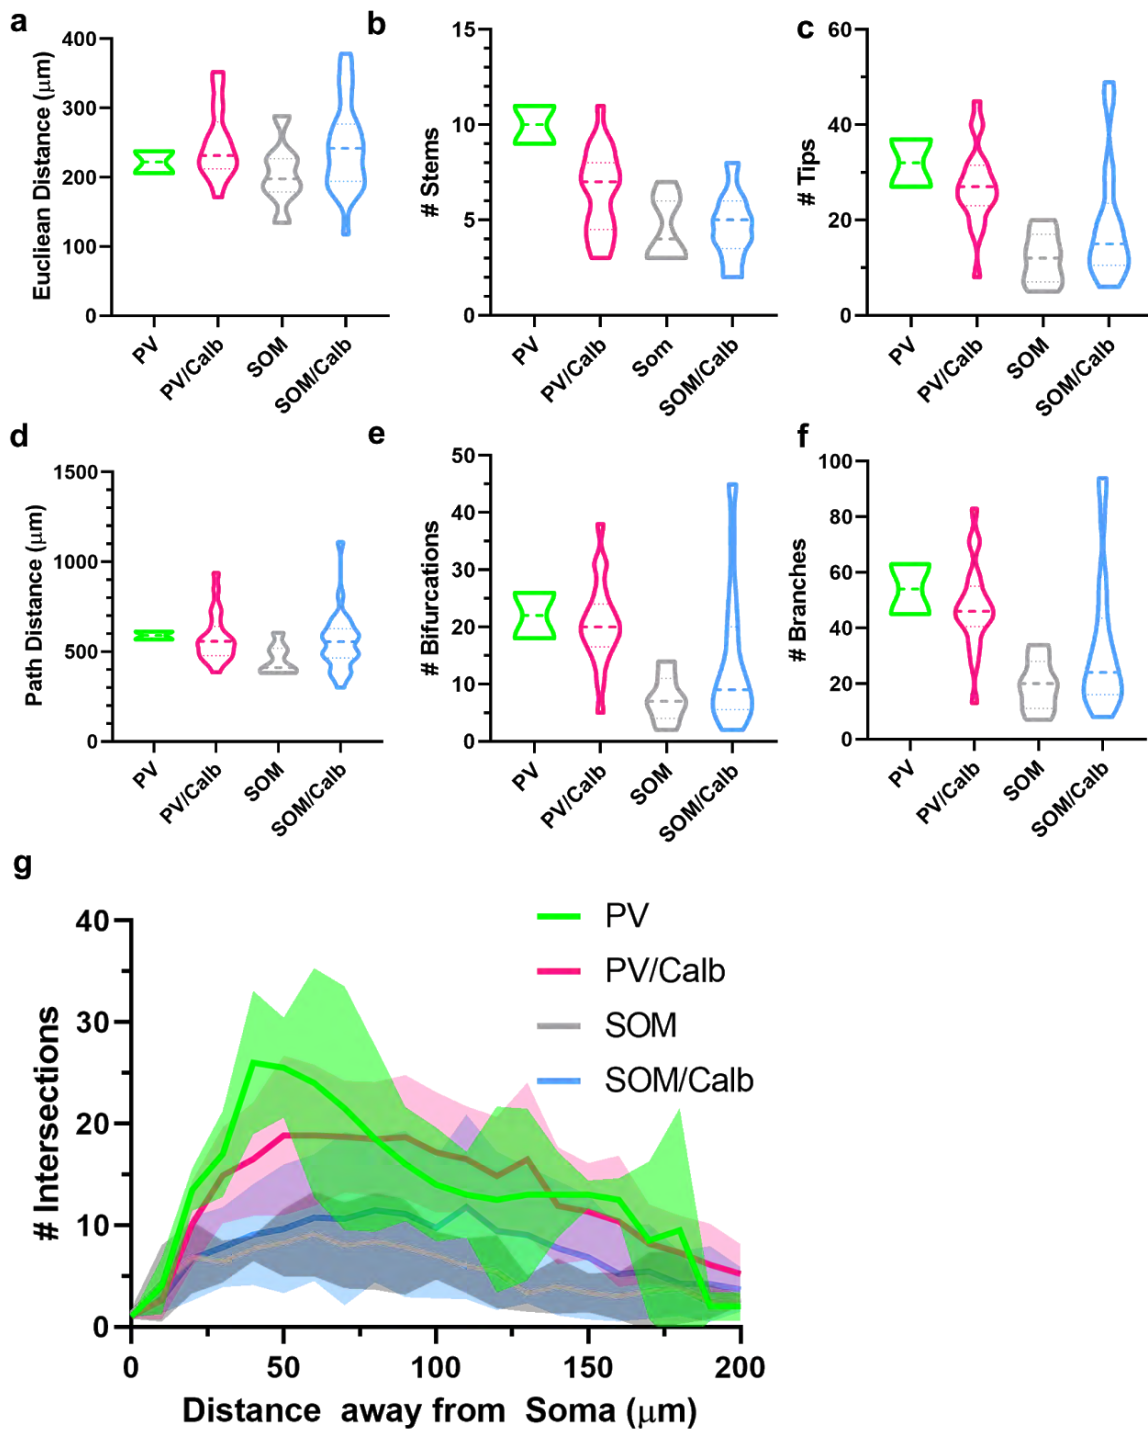 a
Eucliean Distance (μm)
400
300
200
100
0
PV
PV/Calb
SOM
SOM/Calb
b
# Stems
15
10
5
0
PV
PV/Calb
Som
SOM/Calb
c
# Tips
60
40
20
0
PV
PV/Calb
SOM
SOM/Calb
d
Path Distance (μm)
1500
1000
500
0
PV
PV/Calb
SOM
SOM/Calb
e
# Bifurcations
50
40
30
20
10
0
PV
PV/Calb
SOM
SOM/Calb
f
# Branches
100
80
60
40
20
0
PV
PV/Calb
SOM
SOM/Calb
g
# Intersections
40
30
20
10
0
0 50 100 150 200
Distance away from Soma (μm)
PV
PV/Calb
SOM
SOM/Calb